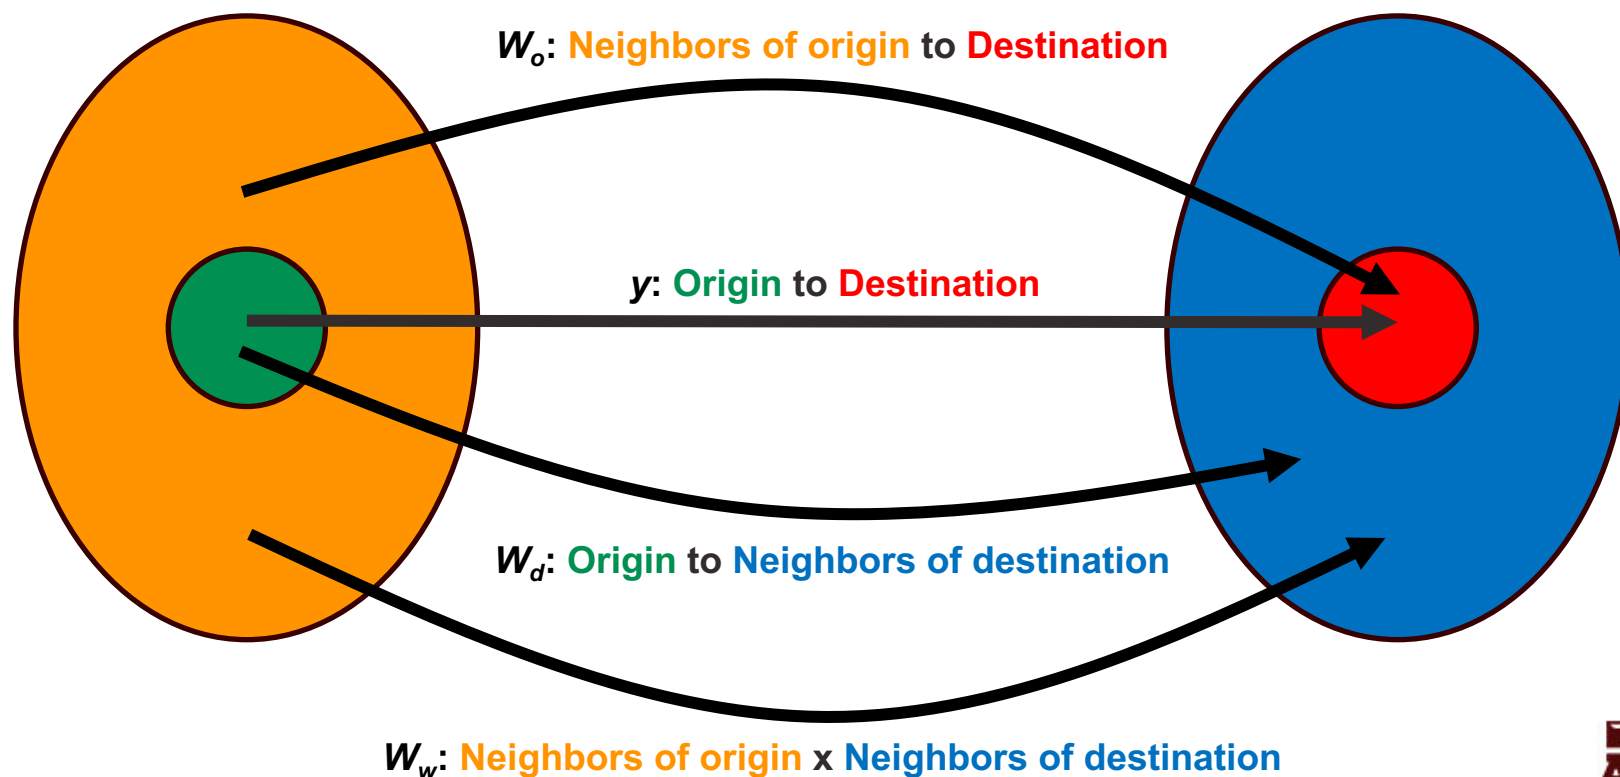 Wo: Neighbors of origin to Destination
y: Origin to Destination
Wd: Origin to Neighbors of destination
Ww: Neighbors of origin x Neighbors of destination